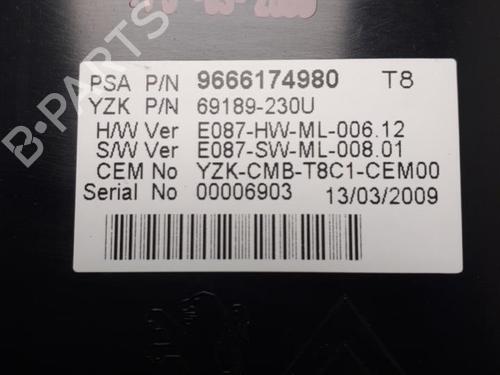 PSA P/N 9666174980 T8
YZK P/N 69189-230U
H/W Ver E087-HW-ML-006.12
S/W Ver E087-SW-ML-008.01
CEM No YZK-CMB-T8C1-CEM00
Serial No 00006903 13/03/2009